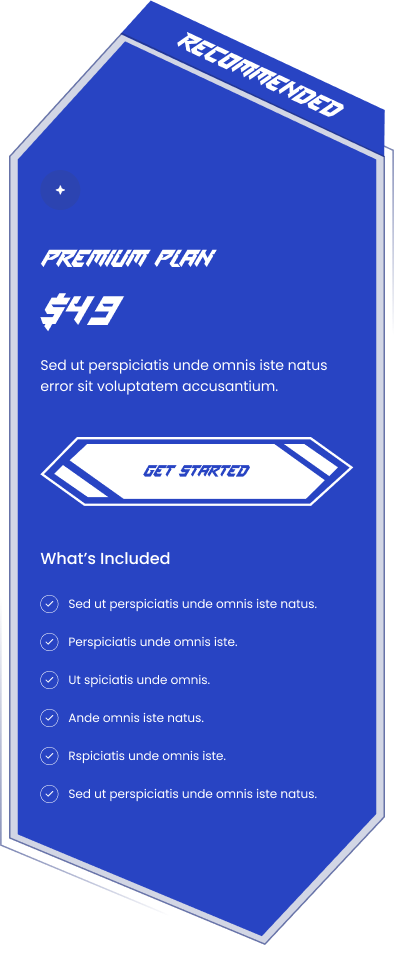 RECOMMENDED
PREMIUM PLAN
$49
Sed ut perspiciatis unde omnis iste natus
error sit voluptatem accusantium.
GET STARTED
What’s Included
Sed ut perspiciatis unde omnis iste natus.
Perspiciatis unde omnis iste.
Ut spiciatis unde omnis.
Ande omnis iste natus.
Rspiciatis unde omnis iste.
Sed ut perspiciatis unde omnis iste natus.